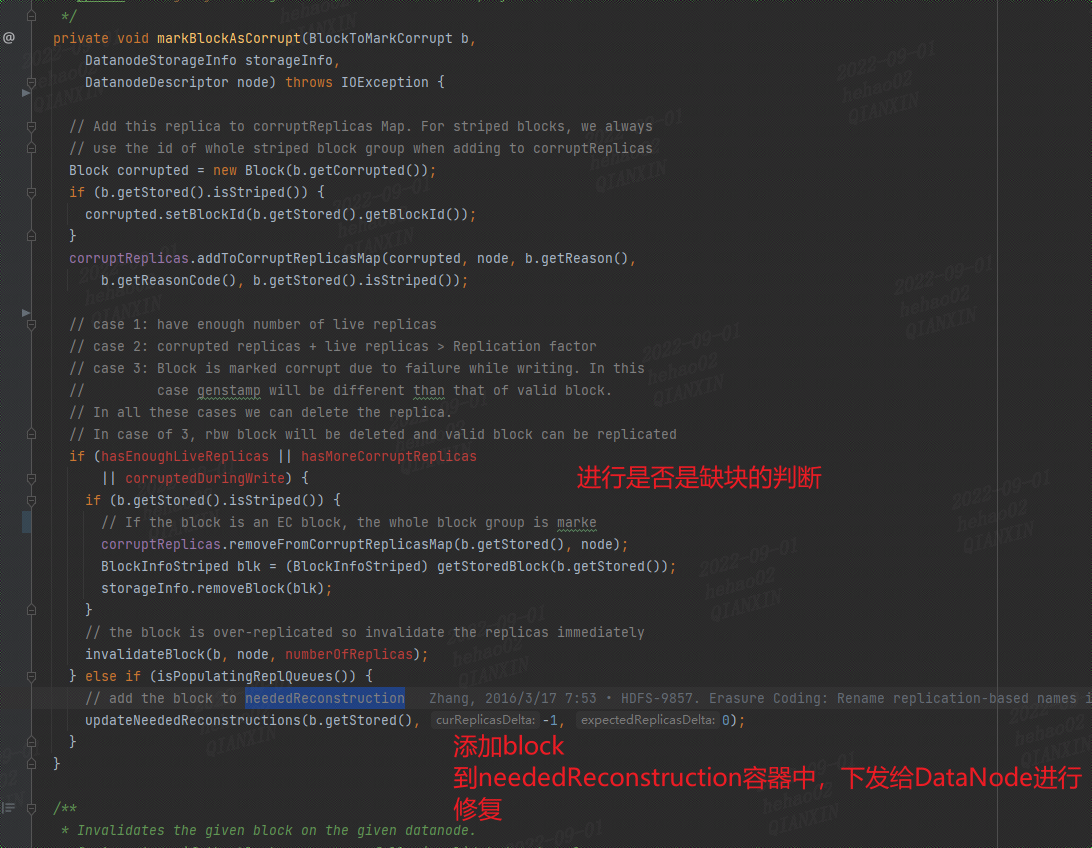 */
@
private void markBlockAsCorrupt(BlockToMarkCorrupt b,
DatanodeStorageInfo storageInfo,
DatanodeDescriptor node) throws IOException {
// Add this replica to corruptReplicas Map. For striped blocks, we always
// use the id of whole striped block group when adding to corruptReplicas
Block corrupted = new Block(b.getCorrupted());
if (b.getStored().isStriped()) {
corrupted.setBlockId(b.getStored().getBlockId());
}
corruptReplicas.addToCorruptReplicasMap(corrupted, node, b.getReason(),
b.getReasonCode(), b.getStored().isStriped());
// case 1: have enough number of live replicas
// case 2: corrupted replicas + live replicas > Replication factor
// case 3: Block is marked corrupt due to failure while writing. In this
// case genstamp will be different than that of valid block.
// In all these cases we can delete the replica.
// In case of 3, rbw block will be deleted and valid block can be replicated
if (hasEnoughLiveReplicas || hasMoreCorruptReplicas
|| corruptedDuringWrite) {
进行是否是缺块的判断
if (b.getStored().isStriped()) {
// If the block is an EC block, the whole block group is marke
corruptReplicas.removeFromCorruptReplicasMap(b.getStored(), node);
BlockInfoStriped blk = (BlockInfoStriped) getStoredBlock(b.getStored());
storageInfo.removeBlock(blk);
}
// the block is over-replicated so invalidate the replicas immediately
invalidateBlock(b, node, numberOfReplicas);
} else if (isPopulatingReplQueues()) {
// add the block to neededReconstruction Zhang, 2016/3/17 7:53 • HDFS-9857. Erasure Coding: Rename replication-based names i
updateNeededReconstructions(b.getStored(), curReplicasDelta: -1, expectedReplicasDelta: 0);
}
添加block
到neededReconstruction容器中，下发给DataNode进行
修复
}
/**
* Invalidates the given block on the given datanode.
2022-09-01
hehao02
QIANXIN